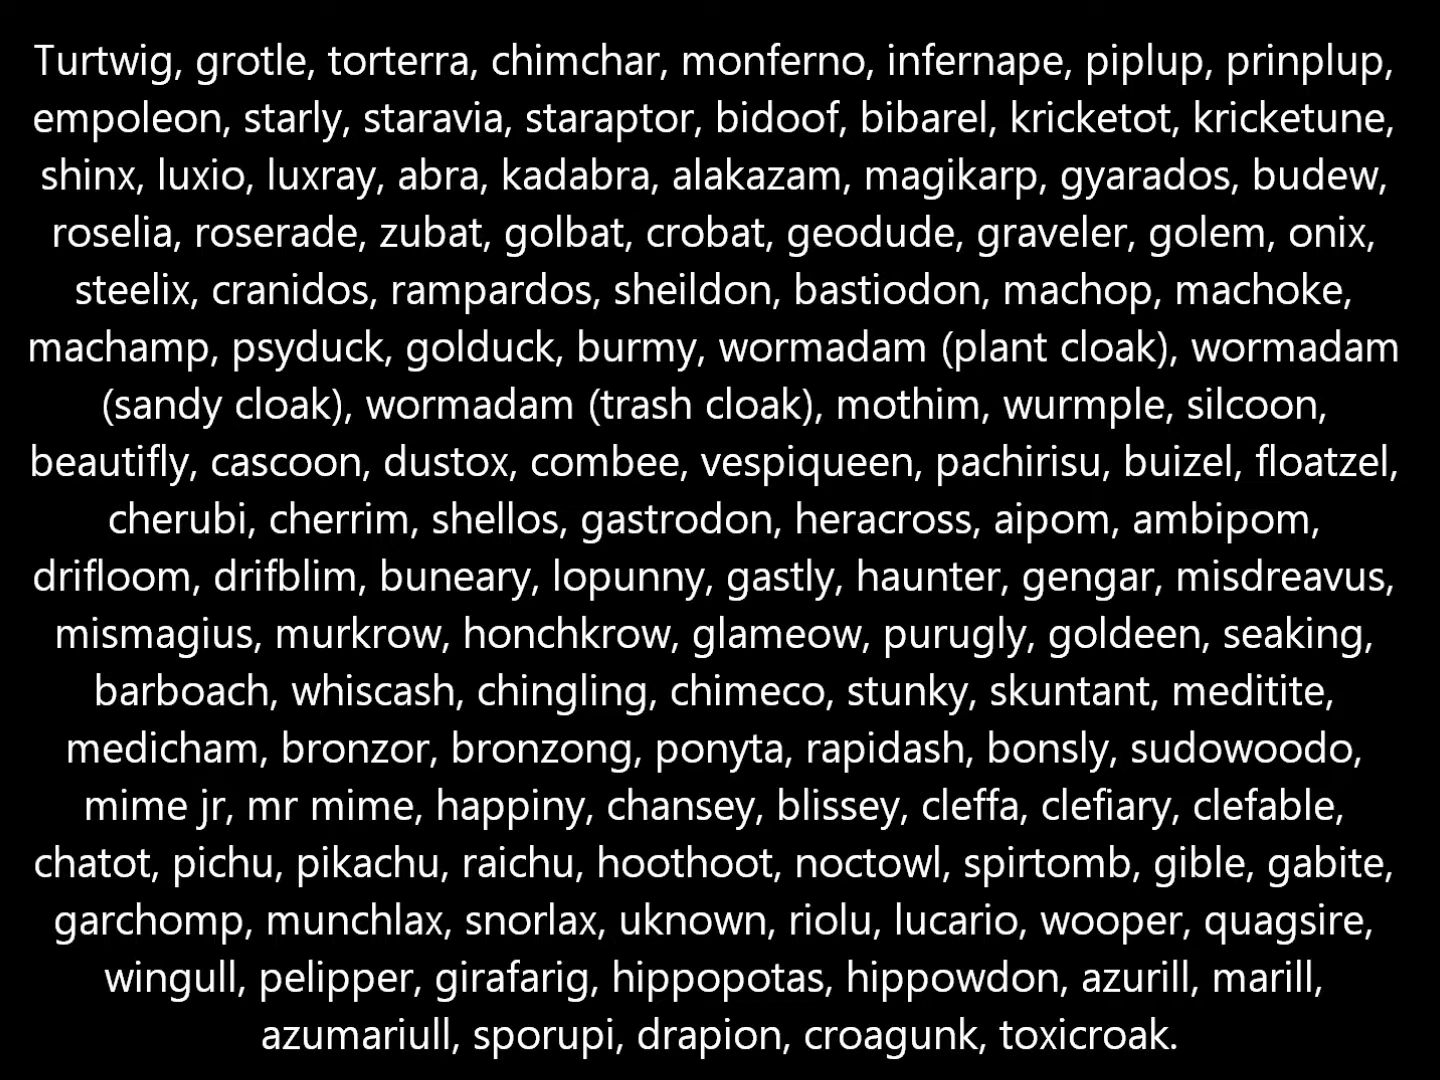 Turtwig, grotle, torterra, chimchar, monferno, infernape, piplup, prinplup,
empoleon, starly, staravia, staraptor, bidoof, bibarel, kricketot, kricketune,
shinx, luxio, luxray, abra, kadabra, alakazam, magikarp, gyarados, budew,
roselia, roserade, zubat, golbat, crobat, geodude, graveler, golem, onix,
steelix, cranidos, rampardos, sheildon, bastiodon, machop, machoke,
machamp, psyduck, golduck, burmy, wormadam (plant cloak), wormadam
(sandy cloak), wormadam (trash cloak), mothim, wurmple, silcoon,
beautifly, cascoon, dustox, combee, vespiqueen, pachirisu, buizel, floatzel,
cherubi, cherrim, shellos, gastrodon, heracross, aipom, ambipom,
drifloom, drifblim, buneary, lopunny, gastly, haunter, gengar, misdreavus,
mismagius, murkrow, honchkrow, glameow, purugly, goldeen, seaking,
barboach, whiscash, chingling, chimeco, stunky, skuntant, meditite,
medicham, bronzor, bronzong, ponyta, rapidash, bonsly, sudowoodo,
mime jr, mr mime, happiny, chansey, blissey, cleffa, clefiary, clefable,
chatot, pichu, pikachu, raichu, hoothoot, noctowl, spirtomb, gible, gabite,
garchomp, munchlax, snorlax, uknown, riolu, lucario, wooper, quagsire,
wingull, pelipper, girafarig, hippopotas, hippowdon, azurill, marill,
azumariull, sporupi, drapion, croagunk, toxicroak.